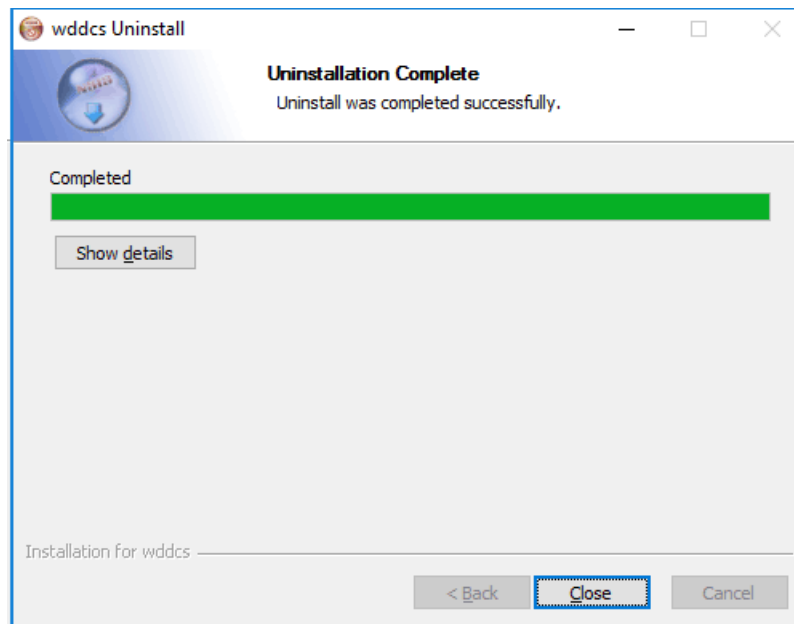 wddcs Uninstall
Uninstallation Complete
Uninstall was completed successfully.
Completed
Show details
Installation for wddcs
< Back
Close
Cancel